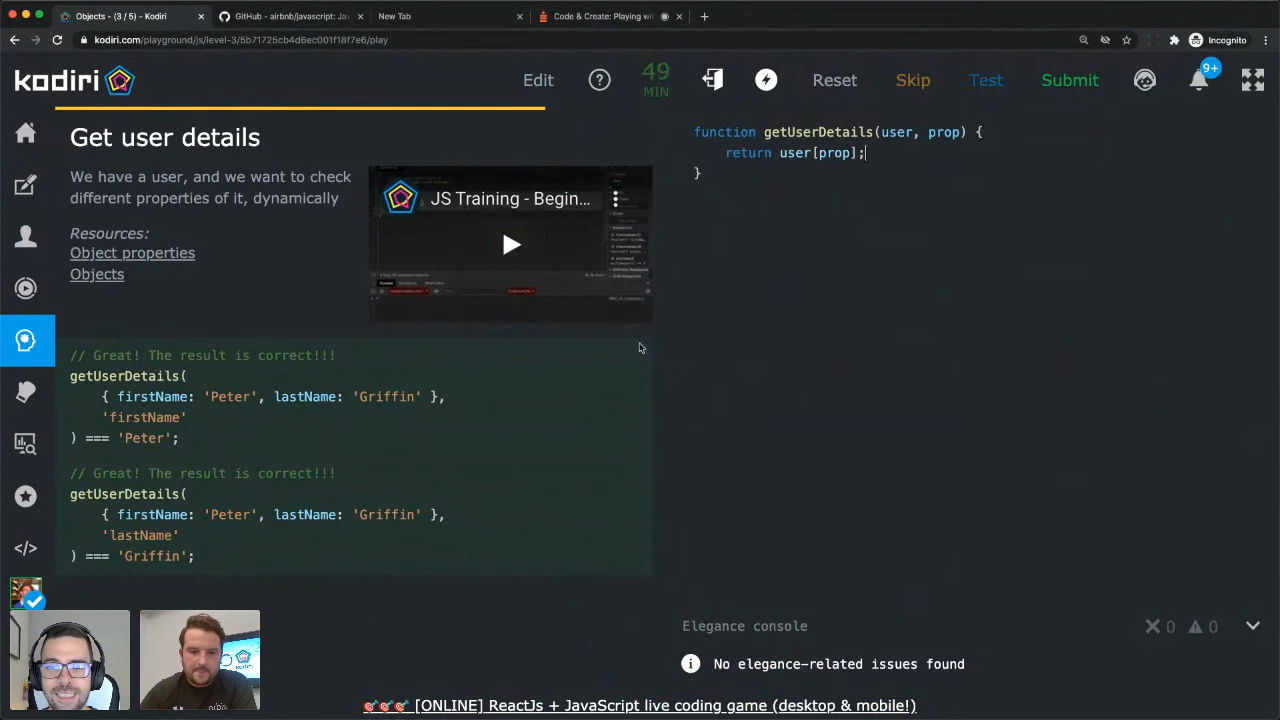 Objects - (3 / 5) - Kodiri
GitHub - airbnb/javascript: Jav
New Tab
Code & Create: Playing wi
kodiri.com/playground/js/level-3/5b71725cb4d6ec001f18f7e6/play
Incognito
kodiri
Edit
49
MIN
Reset
Skip
Test
Submit
9+
Get user details
We have a user, and we want to check
different properties of it, dynamically
Resources:
Object properties
Objects
JS Training - Begin...
function getUserDetails(user, prop) {
return user[prop];
}
// Great! The result is correct!!!
getUserDetails(
{ firstName: 'Peter', lastName: 'Griffin' },
'firstName'
) === 'Peter';
// Great! The result is correct!!!
getUserDetails(
{ firstName: 'Peter', lastName: 'Griffin' },
'lastName'
) === 'Griffin';
Elegance console
0
0
No elegance-related issues found
kodiri
[ONLINE] ReactJs + JavaScript live coding game (desktop & mobile!)